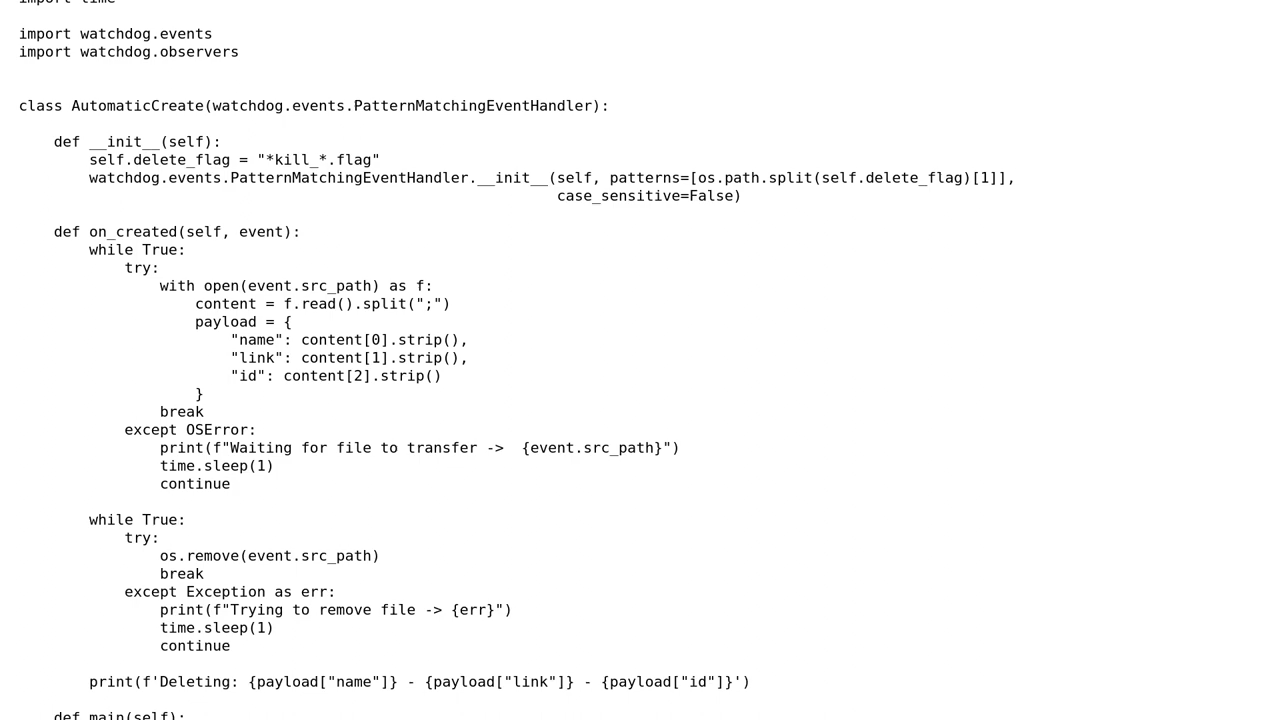 import time

import watchdog.events
import watchdog.observers


class AutomaticCreate(watchdog.events.PatternMatchingEventHandler):

    def __init__(self):
        self.delete_flag = "*kill_*.flag"
        watchdog.events.PatternMatchingEventHandler.__init__(self, patterns=[os.path.split(self.delete_flag)[1]],
                                                             case_sensitive=False)

    def on_created(self, event):
        while True:
            try:
                with open(event.src_path) as f:
                    content = f.read().split(";")
                    payload = {
                        "name": content[0].strip(),
                        "link": content[1].strip(),
                        "id": content[2].strip()
                    }
                break
            except OSError:
                print(f"Waiting for file to transfer ->  {event.src_path}")
                time.sleep(1)
                continue

        while True:
            try:
                os.remove(event.src_path)
                break
            except Exception as err:
                print(f"Trying to remove file -> {err}")
                time.sleep(1)
                continue

        print(f'Deleting: {payload["name"]} - {payload["link"]} - {payload["id"]}')

    def main(self):